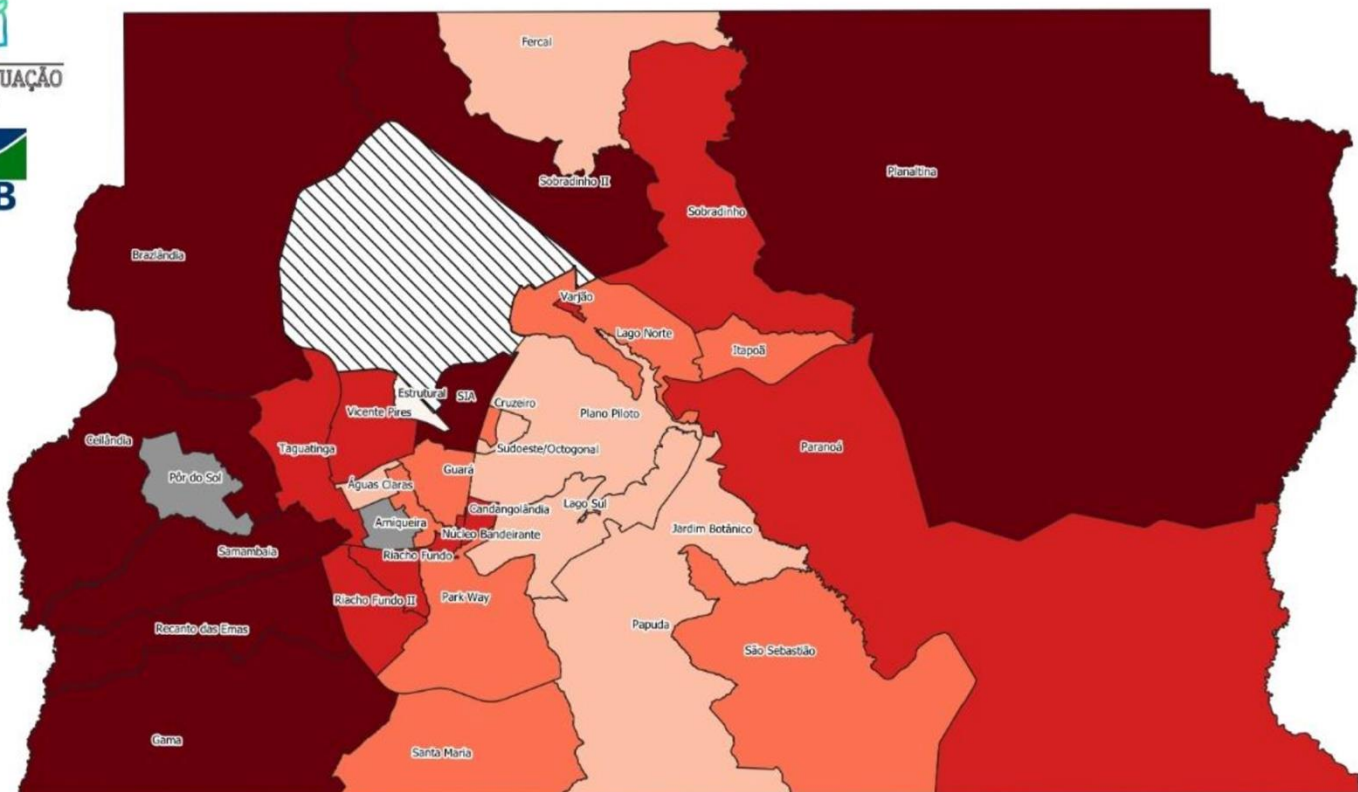 UAÇÃO
B
Fercal
Planaltina
Sobradinho II
Sobradinho
Brazlândia
Varjão
Lago Norte
Itapoã
Estrutural
SIA
Cruzeiro
Vicente Pires
Plano Piloto
Ceilândia
Taguatinga
Sudoeste/Octogonal
Paranoá
Guará
Pôr do Sol
Águas Claras
Lago Sul
Candangolândia
Arniqueira
Jardim Botânico
Núcleo Bandeirante
Samambaia
Riacho Fundo
Riacho Fundo II
Park Way
Recanto das Emas
Papuda
São Sebastião
Gama
Santa Maria